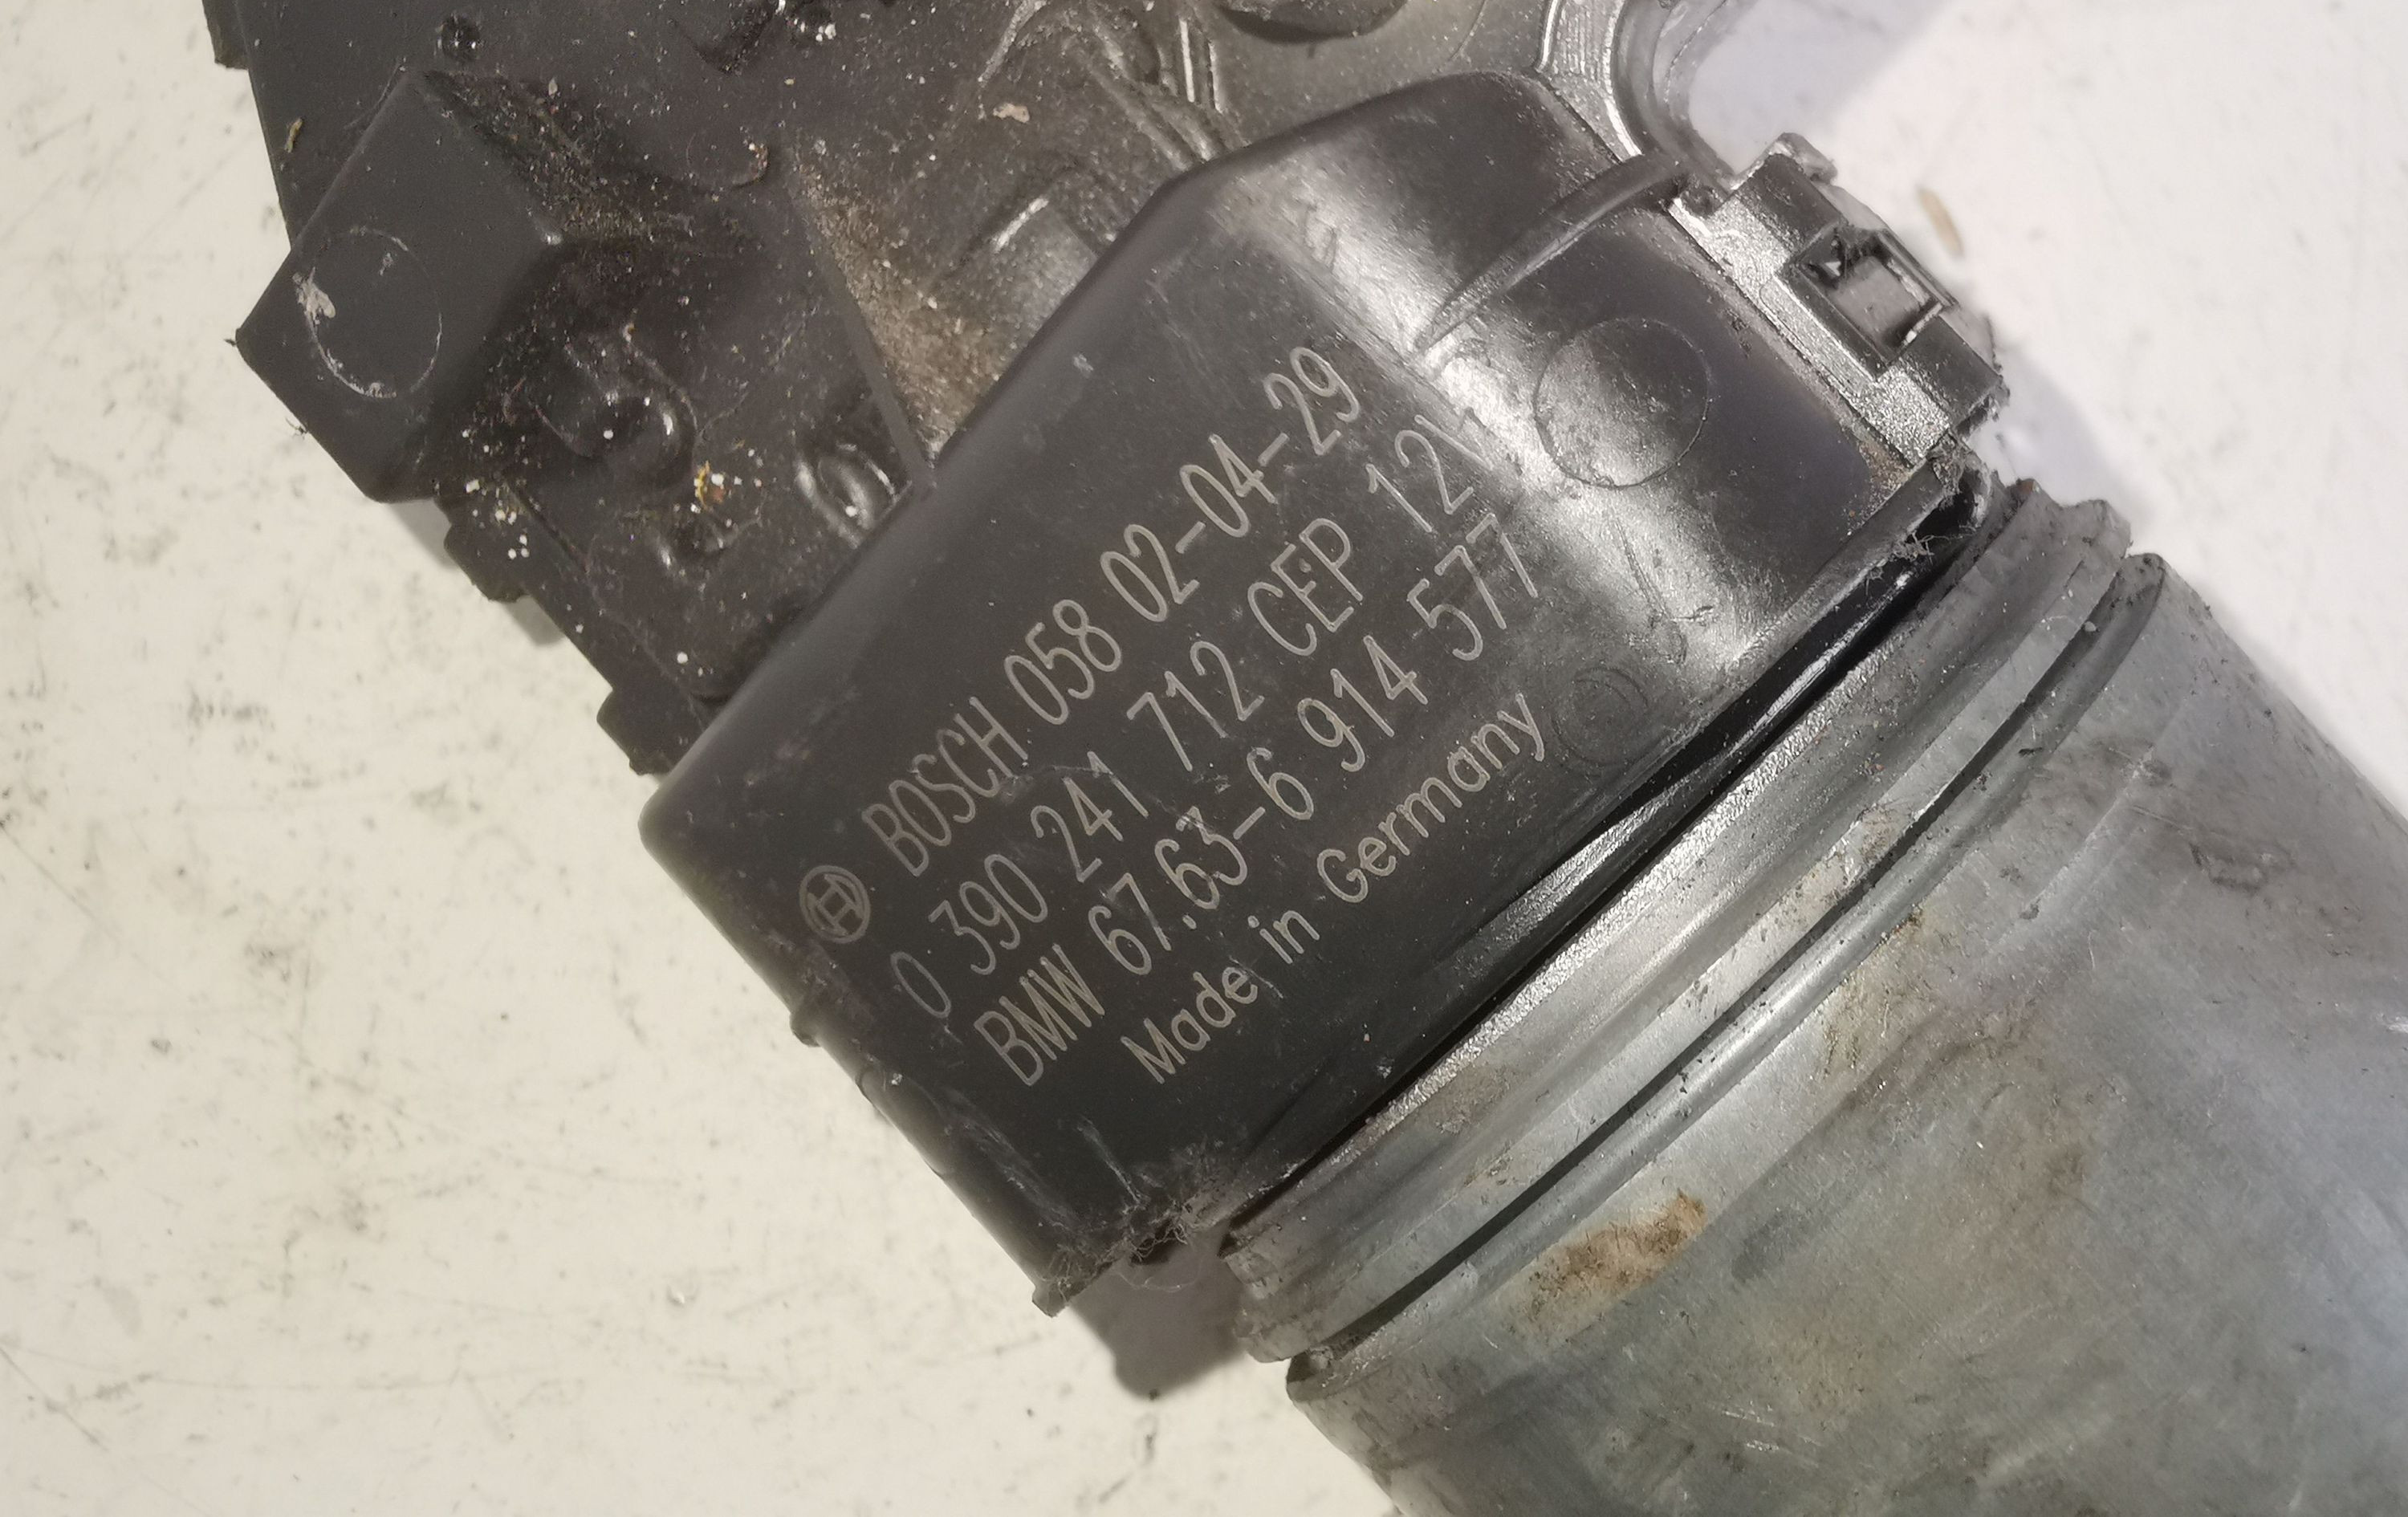 BOSCH 058 02-04-29
0 390 241 712 CEP 12V
BMW 67.63-6 914 577
Made in Germany